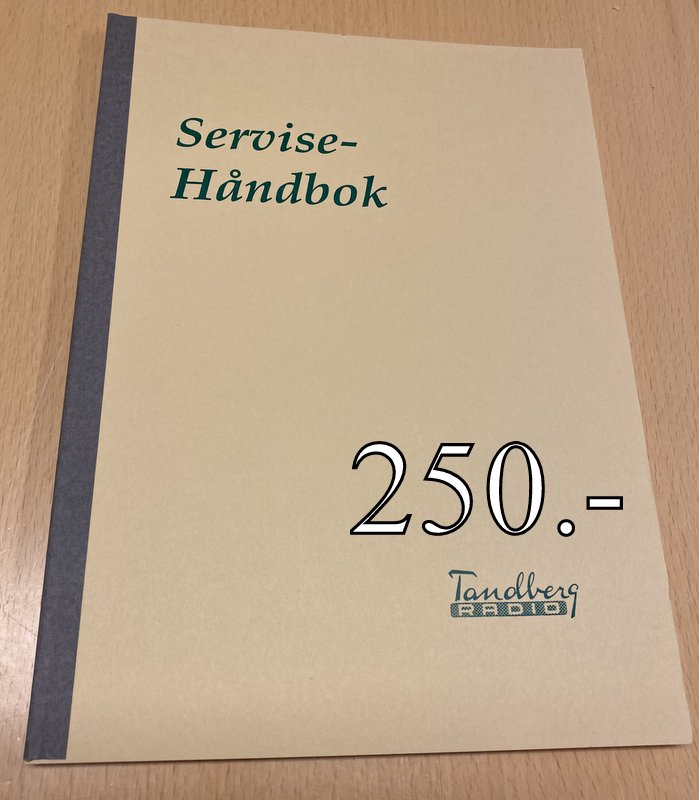 Servise-
Håndbok
250.-
Tandberg
RADIO